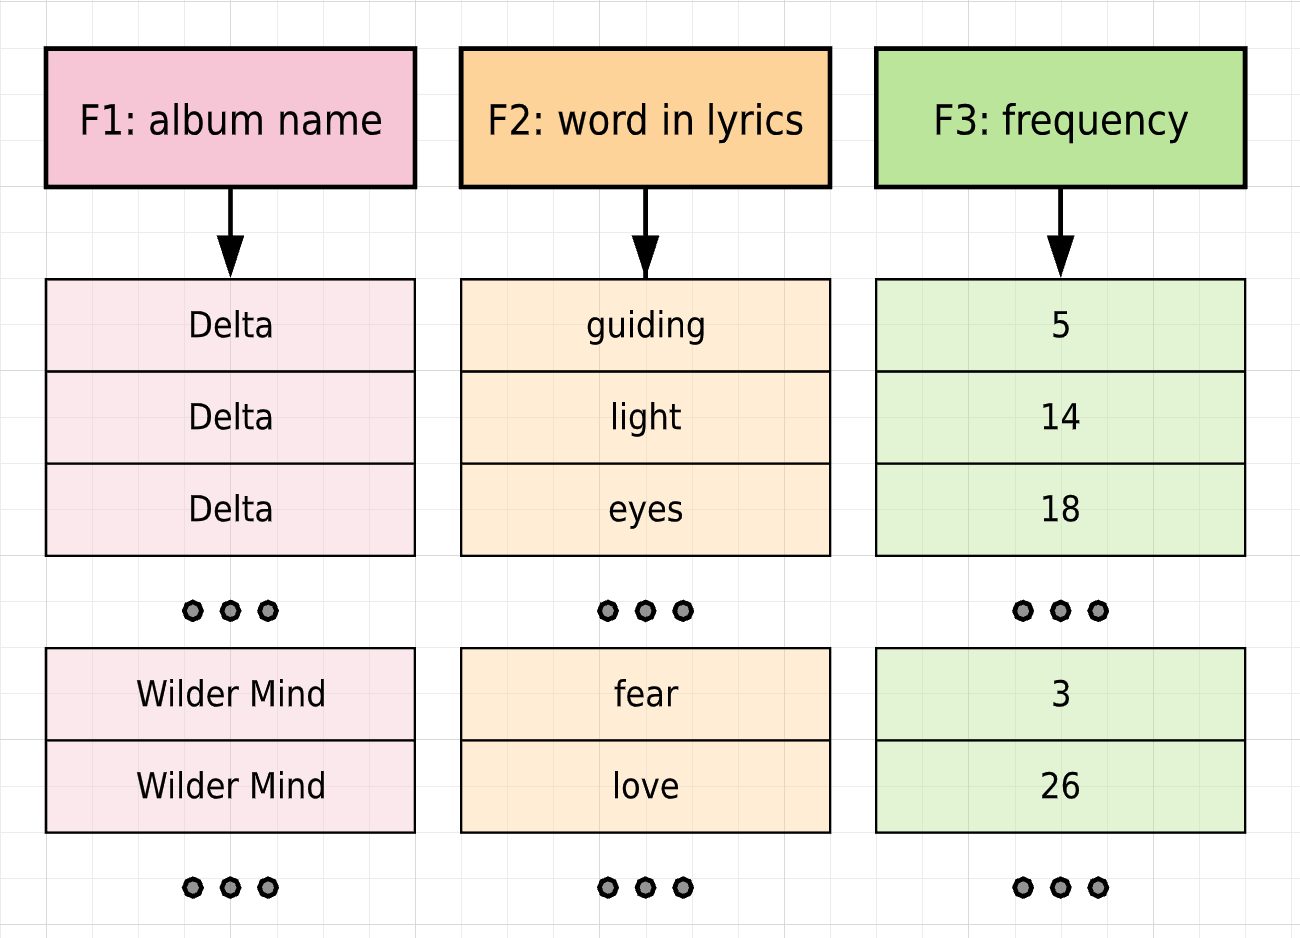 F1: album name
F2: word in lyrics
F3: frequency
Delta
guiding
5
Delta
light
14
Delta
eyes
18
Wilder Mind
fear
3
Wilder Mind
love
26